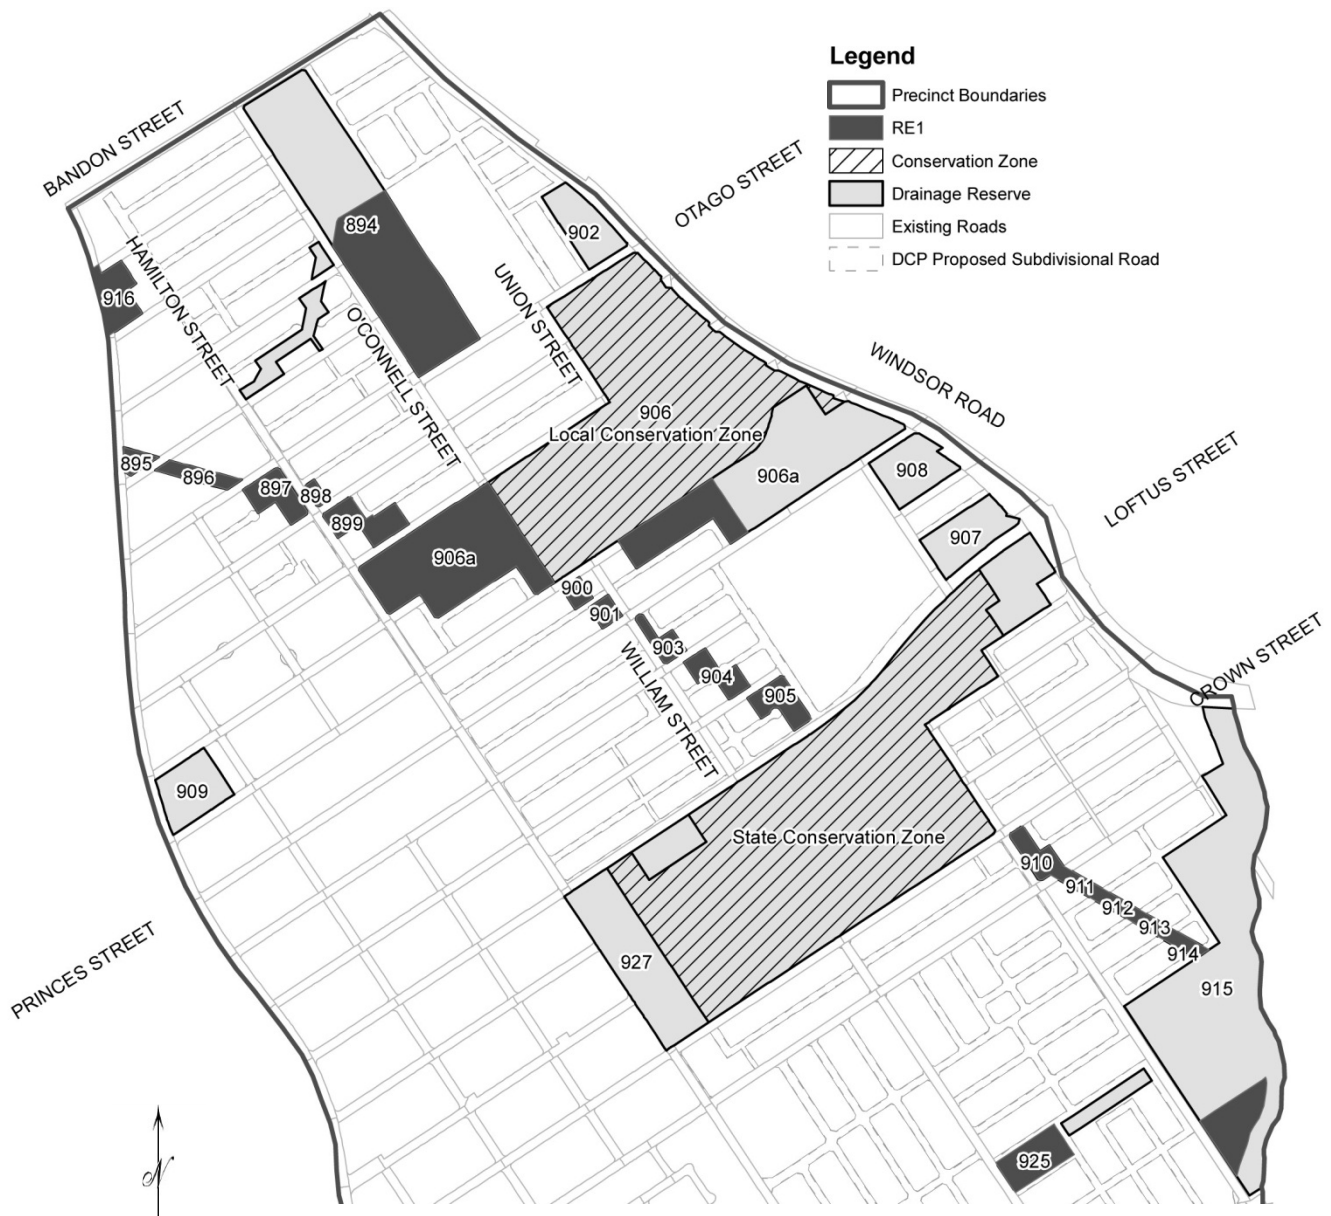 Legend
Precinct Boundaries
RE1
Conservation Zone
Drainage Reserve
Existing Roads
DCP Proposed Subdivisional Road
BANDON STREET
OTAGO STREET
894
902
916
HAMILTON STREET
UNION STREET
O'CONNELL STREET
WINDSOR ROAD
906
Local Conservation Zone
LOFTUS STREET
895
896
897
898
899
906a
906a
908
907
900
901
903
904
905
WILLIAM STREET
CROWN STREET
909
State Conservation Zone
910
911
912
913
914
PRINCES STREET
927
915
925
N